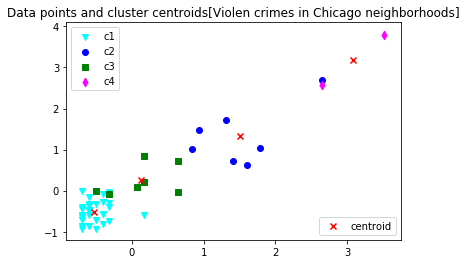 Data points and cluster centroids[Violen crimes in Chicago neighborhoods]
4
3
2
1
0
−1
c1
c2
c3
c4
centroid
0 1 2 3